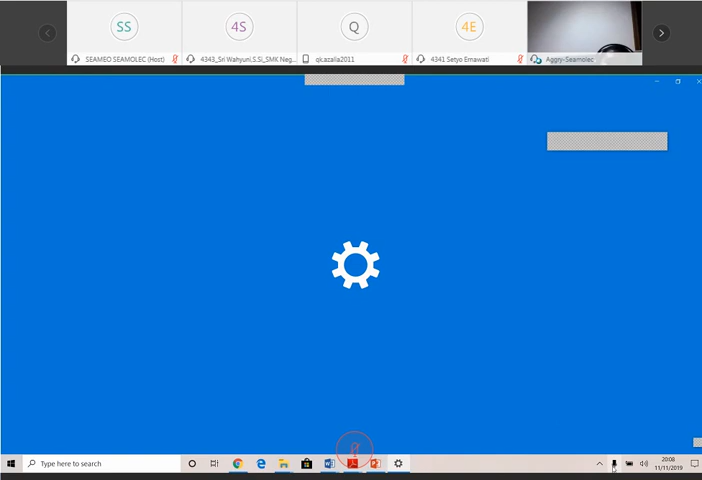 SS
4S
Q
4E
SEAMEO SEAMOLEC (Host)
4343_Sri Wahyuni.S.Si_SMK Neg...
qk.azalia2011
4341 Setyo Ernawati
Aggry-Seamolec
Type here to search
20:08
11/11/2019